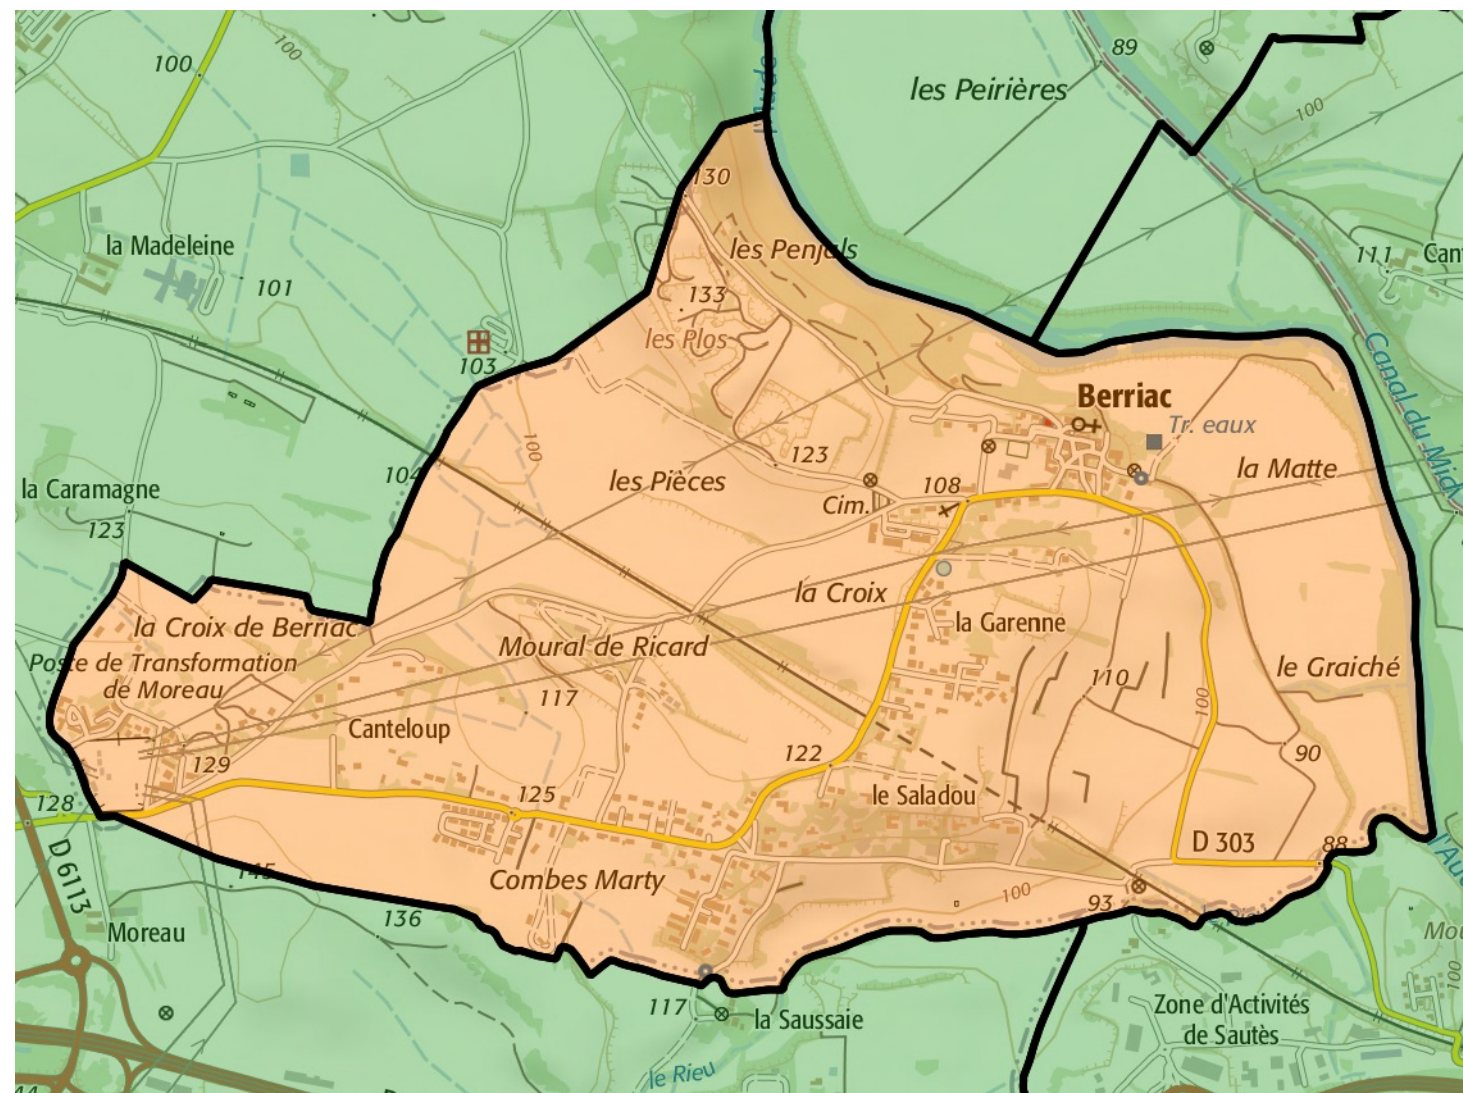 100
100
89
les Peirières
100
l'Aude
130
la Madeleine
les Penjals
111
101
133
les Plos
103
Canal du Midi
Berriac
Tr. eaux
100
104
123
la Matte
la Caramagne
les Pièces
108
Cim.
123
la Croix
la Garenne
la Croix de Berriac
Moural de Ricard
Poste de Transformation
de Moreau
le Graiché
117
110
100
Canteloup
122
90
129
125
le Saladou
128
D 303
88
D 6113
145
Combes Marty
100
136
93
Moreau
100
117
la Saussaie
Zone d'Activités
de Sautès
le Rieu